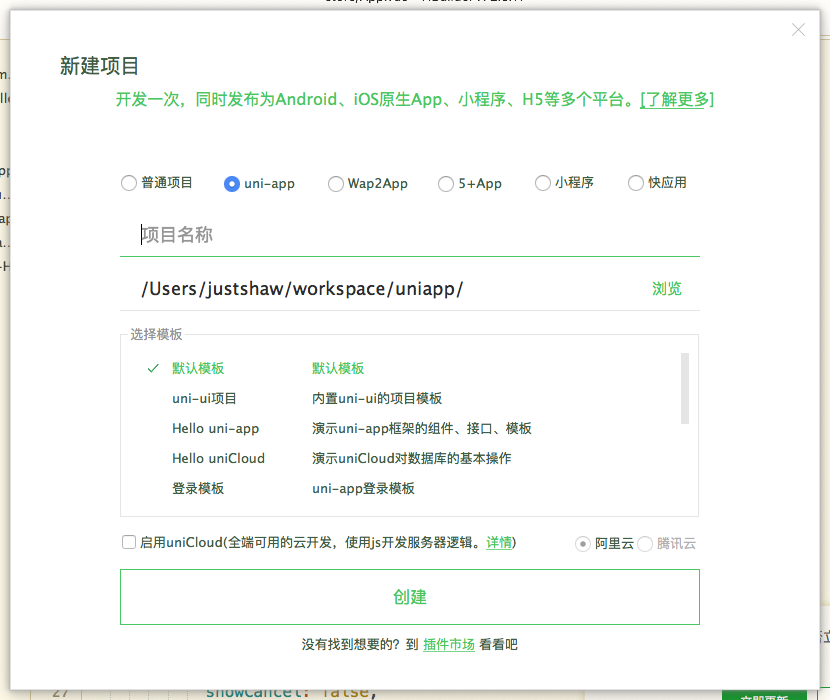 新建项目
开发一次，同时发布为Android、iOS原生App、小程序、H5等多个平台。[了解更多]
普通项目 uni-app Wap2App 5+App 小程序 快应用
项目名称
/Users/justshaw/workspace/uniapp/ 浏览
选择模板
默认模板 默认模板
uni-ui项目 内置uni-ui的项目模板
Hello uni-app 演示uni-app框架的组件、接口、模板
Hello uniCloud 演示uniCloud对数据库的基本操作
登录模板 uni-app登录模板
启用uniCloud(全端可用的云开发，使用js开发服务器逻辑。详情) 阿里云 腾讯云
创建
没有找到想要的？到 插件市场 看看吧
27 showCancel: false,
立即更新